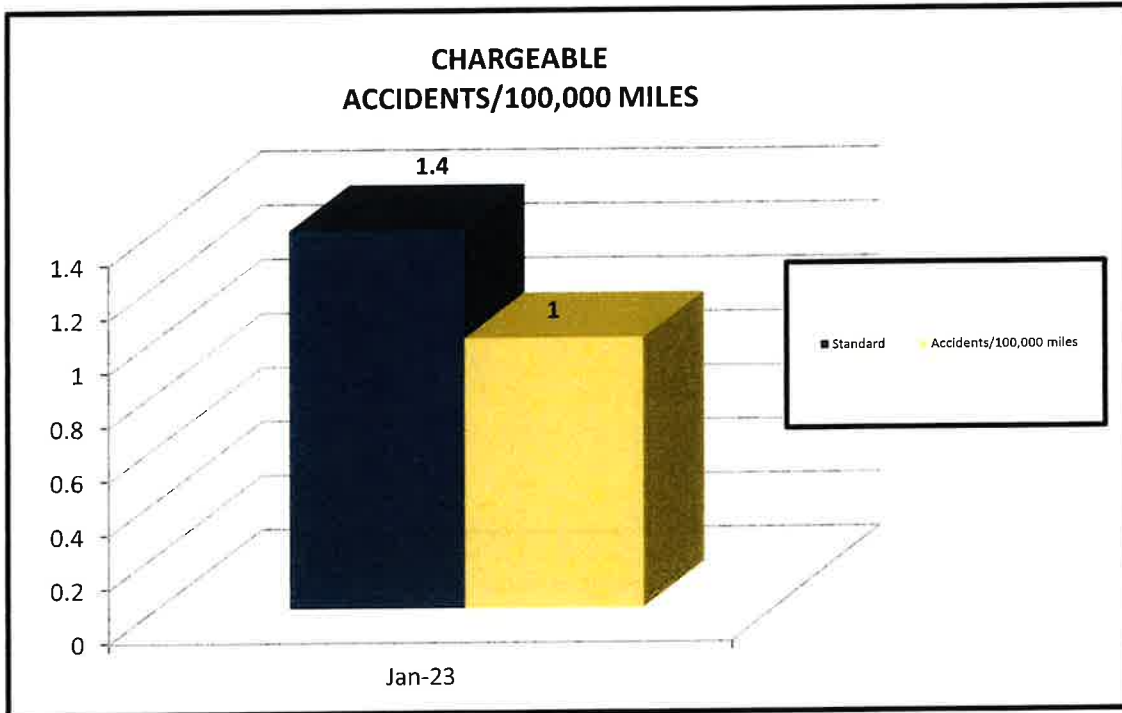 CHARGEABLE
ACCIDENTS/100,000 MILES
1.4
1
1.4
1.2
1
0.8
0.6
0.4
0.2
0
Jan-23
Standard
Accidents/100,000 miles